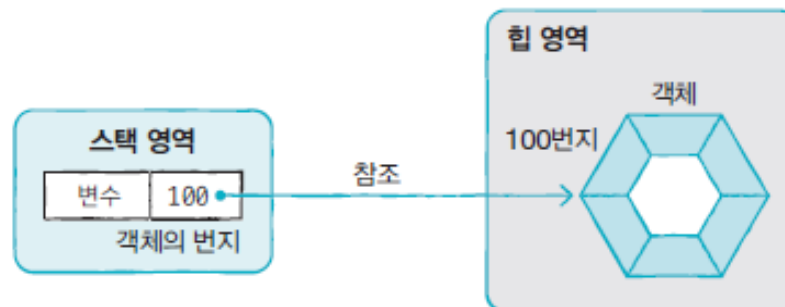 스택 영역
변수 100
객체의 번지
참조
힙 영역
객체
100번지